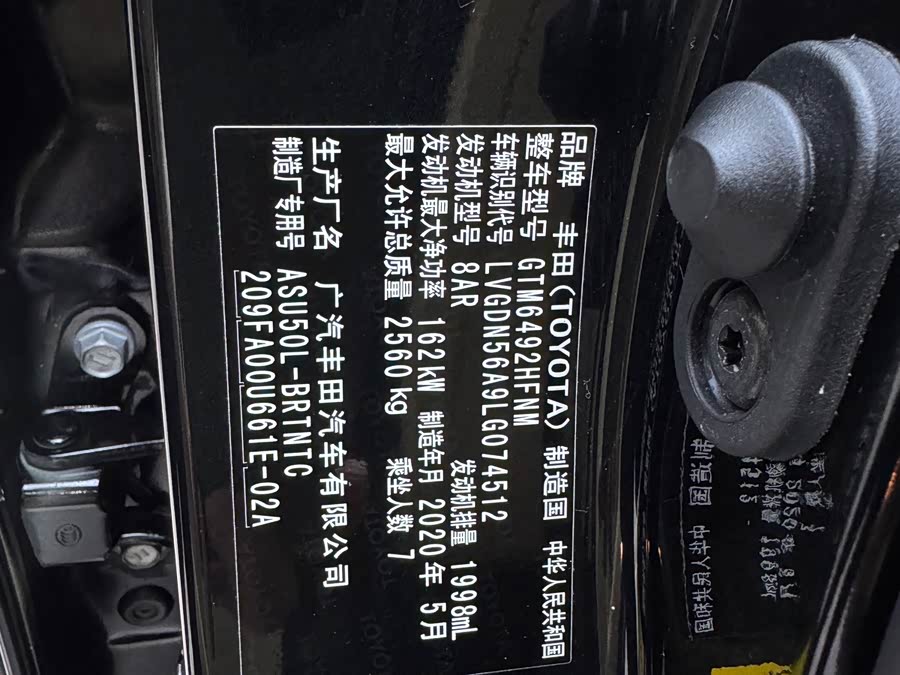 品牌 丰田(TOYOTA) 制造国 中华人民共和国
整车型号 GTM6492HFNM
车辆识别代号 LVGDN56A9LG074512
发动机型号 8AR 发动机排量 1998mL
发动机最大净功率 162kW 制造年月 2020年 5月
最大允许总质量 2560kg 乘坐人数 7
生产厂名 广汽丰田汽车有限公司
制造厂专用号 ASU50L-BRTNTC
209FA00U661E-02A